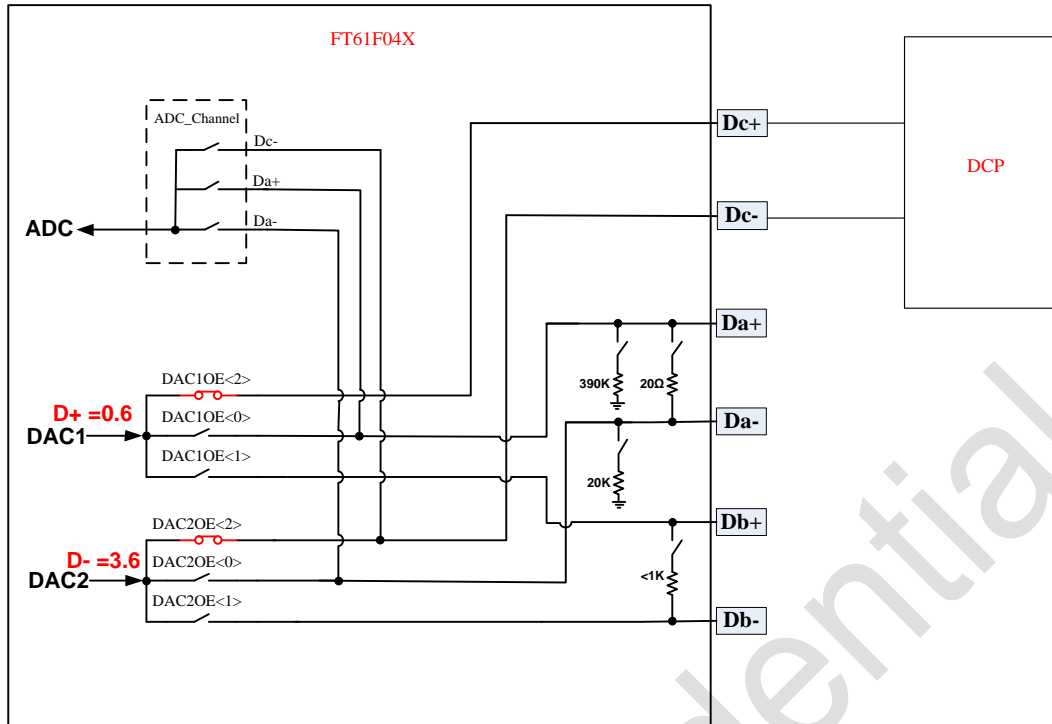 FT61F04X
ADC_Channel
Dc-
Da+
Da-
ADC
Dc+
Dc-
DCP
Da+
390K
20Ω
Da-
20K
DAC1OE<2>
D+ =0.6
DAC1OE<0>
DAC1
DAC1OE<1>
Db+
DAC2OE<2>
D- =3.6
DAC2OE<0>
DAC2
DAC2OE<1>
<1K
Db-
dential